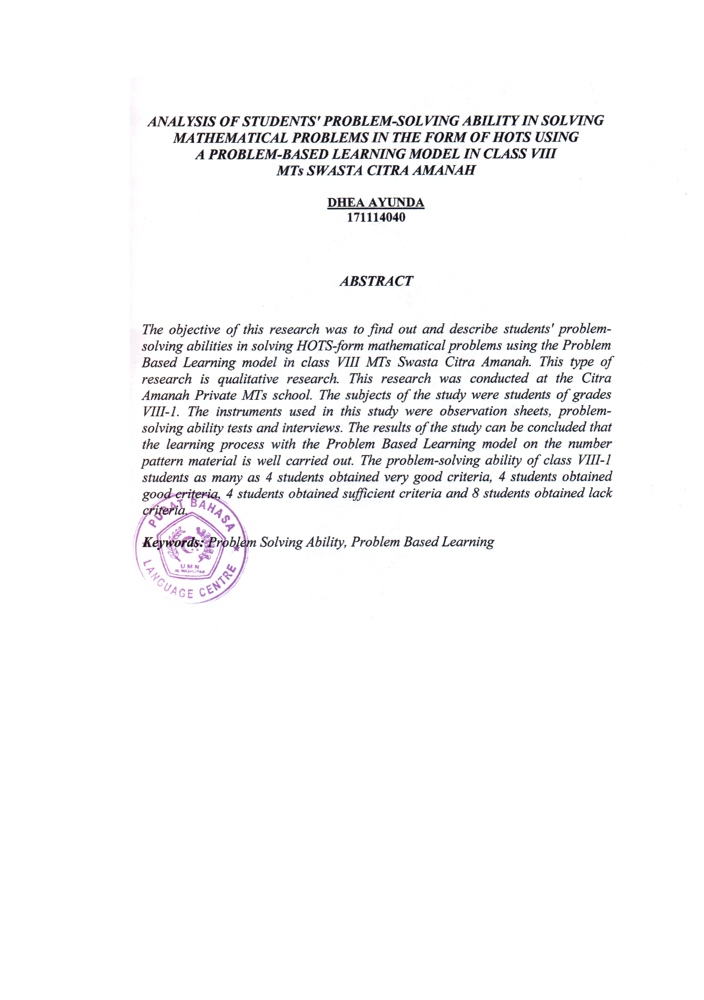 ANALYSIS OF STUDENTS' PROBLEM-SOLVING ABILITY IN SOLVING
MATHEMATICAL PROBLEMS IN THE FORM OF HOTS USING
A PROBLEM-BASED LEARNING MODEL IN CLASS VIII
MTs SWASTA CITRA AMANAH
DHEA AYUNDA
171114040
ABSTRACT
The objective of this research was to find out and describe students' problem-
solving abilities in solving HOTS-form mathematical problems using the Problem
Based Learning model in class VIII MTs Swasta Citra Amanah. This type of
research is qualitative research. This research was conducted at the Citra
Amanah Private MTs school. The subjects of the study were students of grades
VIII-1. The instruments used in this study were observation sheets, problem-
solving ability tests and interviews. The results of the study can be concluded that
the learning process with the Problem Based Learning model on the number
pattern material is well carried out. The problem-solving ability of class VIII-1
students as many as 4 students obtained very good criteria, 4 students obtained
good criteria, 4 students obtained sufficient criteria and 8 students obtained lack
criteria.
Keywords: Problem Solving Ability, Problem Based Learning
PUSAT BAHASA
UMN
AL WASHLIYAH
LANGUAGE CENTRE